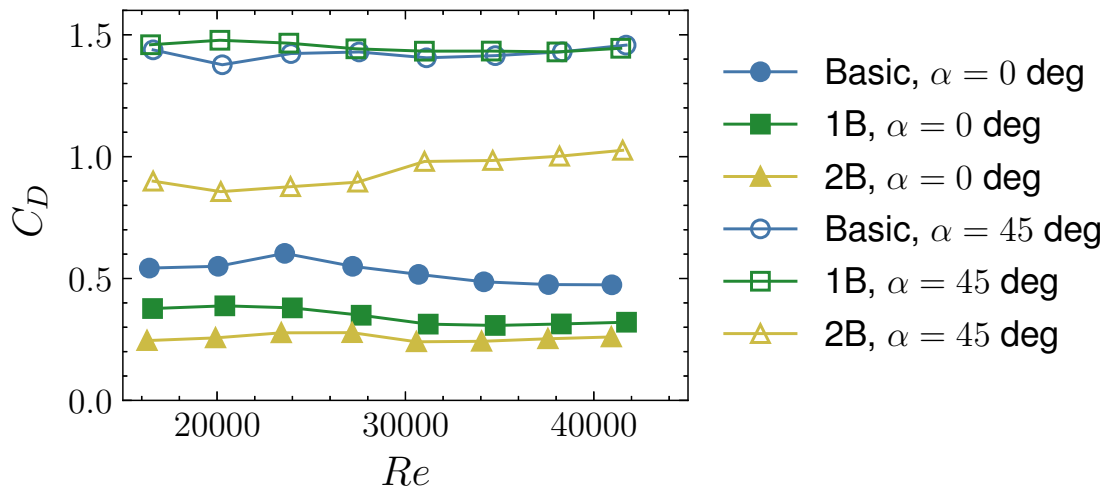 1.5
1.0
0.5
0.0
C_D
20000
30000
40000
Re
Basic, α = 0 deg
1B, α = 0 deg
2B, α = 0 deg
Basic, α = 45 deg
1B, α = 45 deg
2B, α = 45 deg